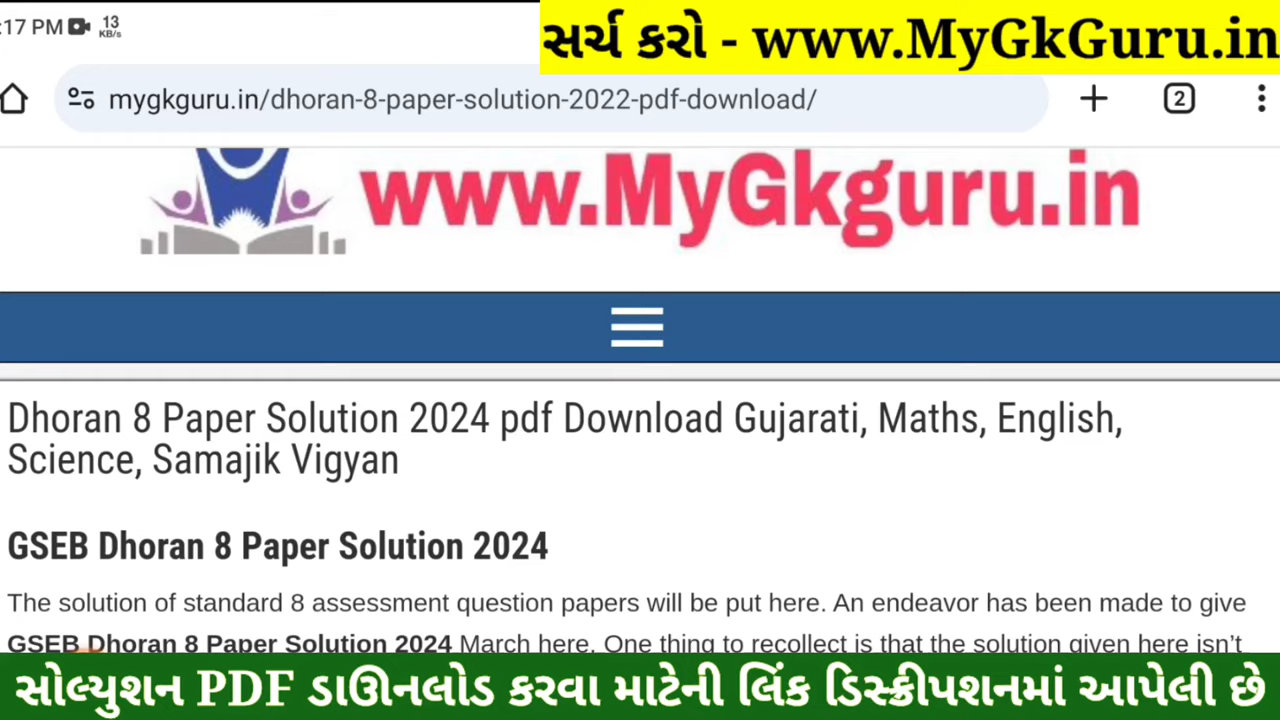 :17 PM 13 KB/s
સર્ચ કરો - www.MyGkGuru.in
mygkguru.in/dhoran-8-paper-solution-2022-pdf-download/
2
www.MyGkguru.in
Dhoran 8 Paper Solution 2024 pdf Download Gujarati, Maths, English,
Science, Samajik Vigyan
GSEB Dhoran 8 Paper Solution 2024
The solution of standard 8 assessment question papers will be put here. An endeavor has been made to give
GSEB Dhoran 8 Paper Solution 2024 March here. One thing to recollect is that the solution given here isn't
સોલ્યુશન PDF ડાઊનલોડ કરવા માટેની લિંક ડિસ્ક્રીપશનમાં આપેલી છે